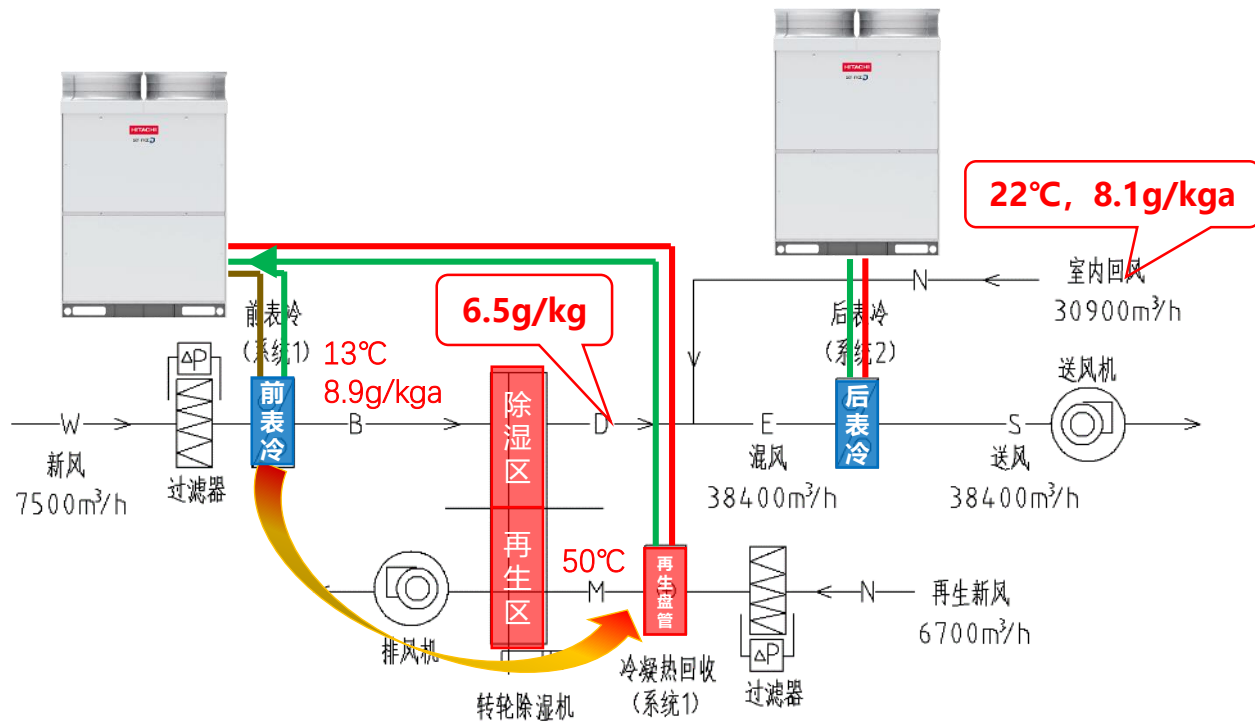 HITACHI
HITACHI
22℃，8.1g/kga
N
室内回风
30900m³/h
6.5g/kg
前表冷
(系统1)
后表冷
(系统2)
13℃
8.9g/kga
ΔP
送风机
W
新风
7500m³/h
过滤器
前表冷
B
除湿区
D
E
混风
38400m³/h
后表冷
S
送风
38400m³/h
再生区
50℃
M
再生盘管
N
再生新风
6700m³/h
排风机
转轮除湿机
冷凝热回收
(系统1)
ΔP
过滤器